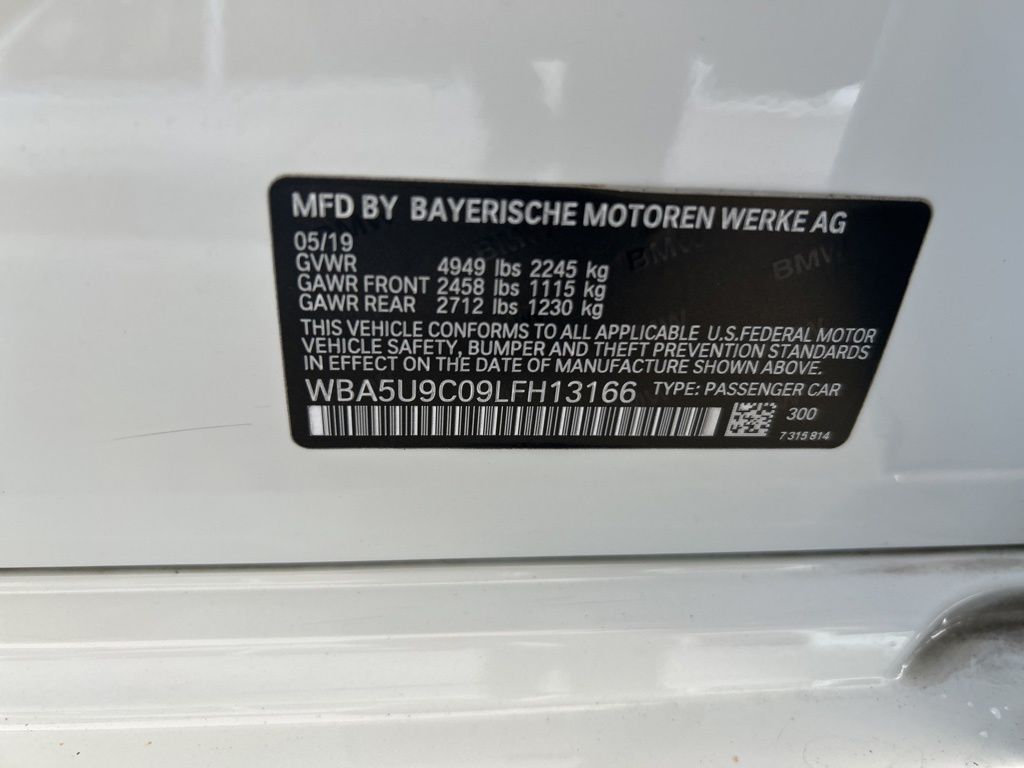 MFD BY BAYERISCHE MOTOREN WERKE AG
05/19
GVWR 4949 lbs 2245 kg
GAWR FRONT 2458 lbs 1115 kg
GAWR REAR 2712 lbs 1230 kg
THIS VEHICLE CONFORMS TO ALL APPLICABLE U.S.FEDERAL MOTOR
VEHICLE SAFETY, BUMPER AND THEFT PREVENTION STANDARDS
IN EFFECT ON THE DATE OF MANUFACTURE SHOWN ABOVE.
WBA5U9C09LFH13166 TYPE: PASSENGER CAR
300
7 315 814
BMW
BMW